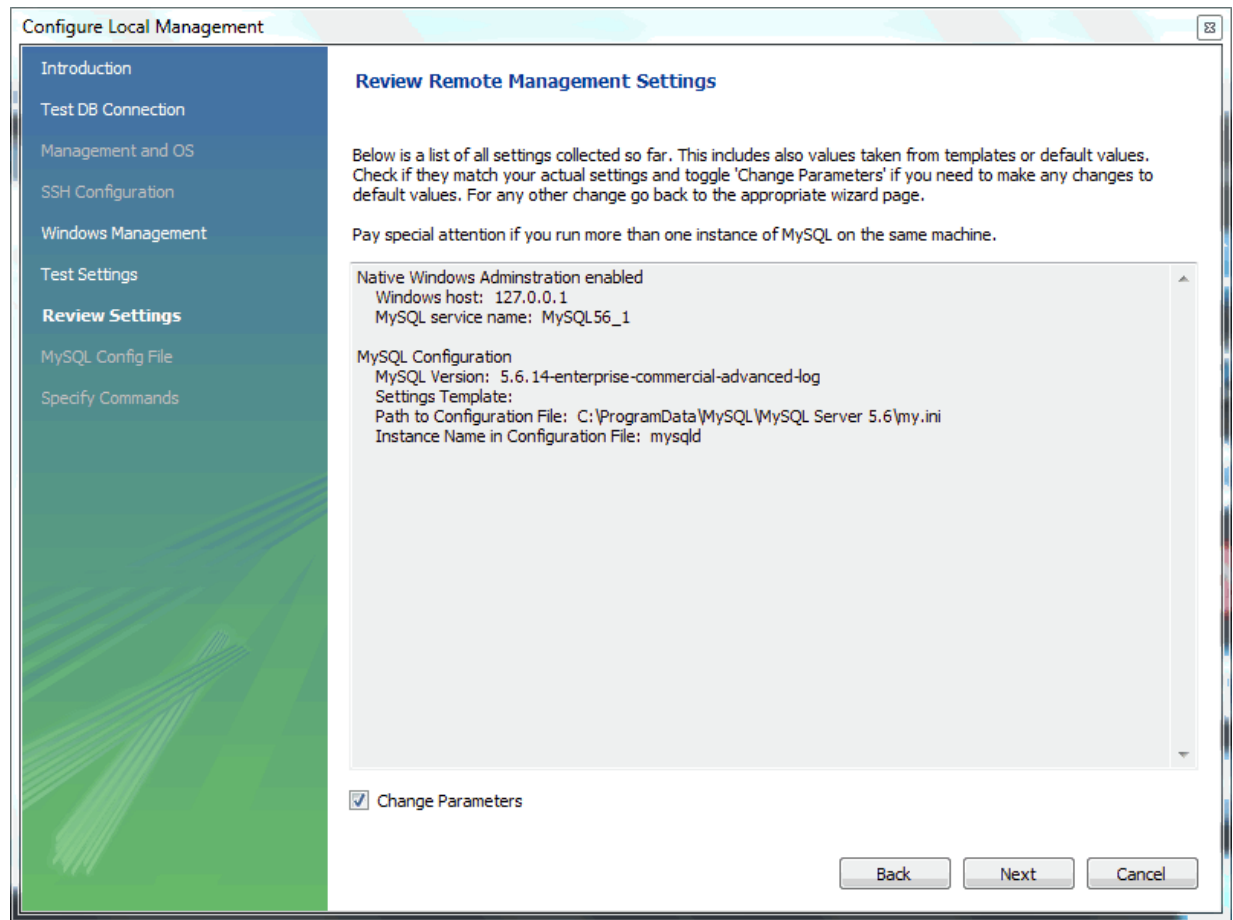 Configure Local Management
Introduction
Test DB Connection
Management and OS
SSH Configuration
Windows Management
Test Settings
Review Settings
MySQL Config File
Specify Commands
Review Remote Management Settings
Below is a list of all settings collected so far. This includes also values taken from templates or default values.
Check if they match your actual settings and toggle 'Change Parameters' if you need to make any changes to
default values. For any other change go back to the appropriate wizard page.
Pay special attention if you run more than one instance of MySQL on the same machine.
Native Windows Adminstration enabled
Windows host: 127.0.0.1
MySQL service name: MySQL56_1
MySQL Configuration
MySQL Version: 5.6.14-enterprise-commercial-advanced-log
Settings Template:
Path to Configuration File: C:\ProgramData\MySQL\MySQL Server 5.6\my.ini
Instance Name in Configuration File: mysqld
Change Parameters
Back
Next
Cancel